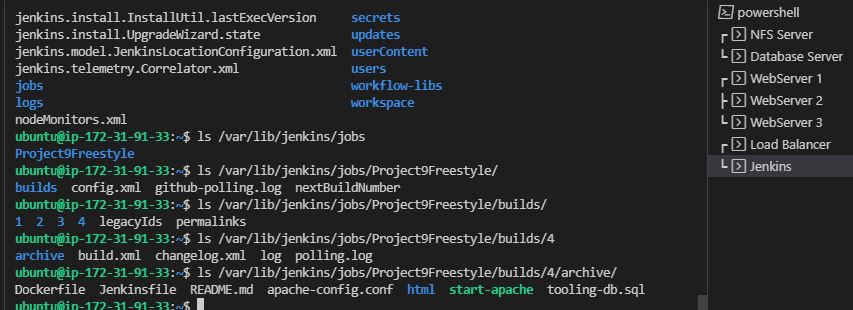 jenkins.install.InstallUtil.lastExecVersion secrets
jenkins.install.UpgradeWizard.state updates
jenkins.model.JenkinsLocationConfiguration.xml userContent
jenkins.telemetry.Correlator.xml users
jobs workflow-libs
logs workspace
nodeMonitors.xml
ubuntu@ip-172-31-91-33:~$ ls /var/lib/jenkins/jobs
Project9Freestyle
ubuntu@ip-172-31-91-33:~$ ls /var/lib/jenkins/jobs/Project9Freestyle/
builds config.xml github-polling.log nextBuildNumber
ubuntu@ip-172-31-91-33:~$ ls /var/lib/jenkins/jobs/Project9Freestyle/builds/
1 2 3 4 legacyIds permalinks
ubuntu@ip-172-31-91-33:~$ ls /var/lib/jenkins/jobs/Project9Freestyle/builds/4
archive build.xml changelog.xml log polling.log
ubuntu@ip-172-31-91-33:~$ ls /var/lib/jenkins/jobs/Project9Freestyle/builds/4/archive/
Dockerfile Jenkinsfile README.md apache-config.conf html start-apache tooling-db.sql
ubuntu@ip-172-31-91-33:~$
powershell
NFS Server
Database Server
WebServer 1
WebServer 2
WebServer 3
Load Balancer
Jenkins